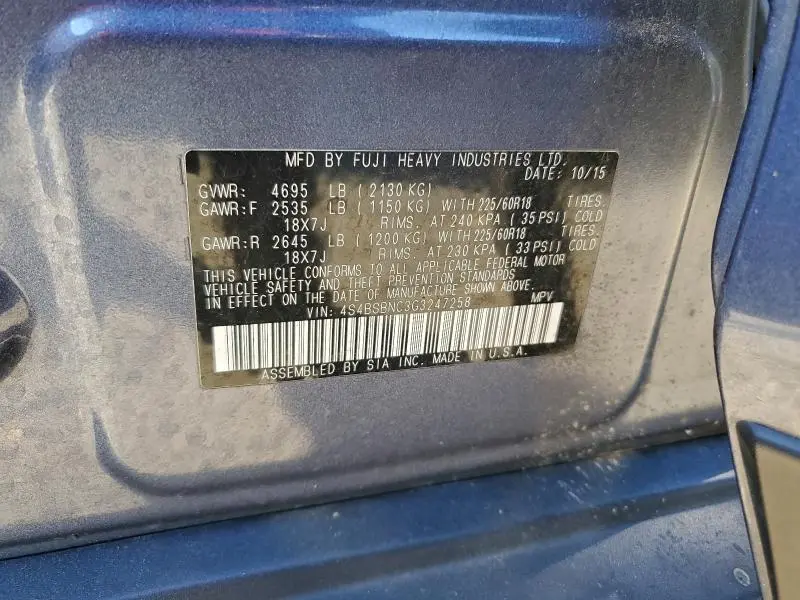 MFD BY FUJI HEAVY INDUSTRIES LTD.
DATE: 10/15
GVWR: 4695 LB (2130 KG)
GAWR:F 2535 LB (1150 KG) WITH 225/60R18 TIRES.
18X7J RIMS. AT 240 KPA (35 PSI) COLD
GAWR:R 2645 LB (1200 KG) WITH 225/60R18 TIRES.
18X7J RIMS. AT 230 KPA (33 PSI) COLD
THIS VEHICLE CONFORMS TO ALL APPLICABLE FEDERAL MOTOR
VEHICLE SAFETY AND THEFT PREVENTION STANDARDS
IN EFFECT ON THE DATE OF MANUFACTURE SHOWN ABOVE.
VIN: 4S4BSBNC3G3247258 MPV
ASSEMBLED BY SIA INC. MADE IN U.S.A.